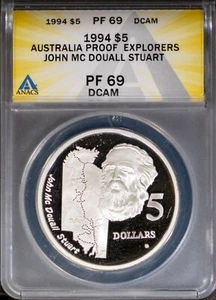 1994 $5 PF 69 DCAM
1994 $5
AUSTRALIA PROOF EXPLORERS
JOHN MC DOUALL STUART
PF 69
DCAM
ANACS
John Mc Douall
Stuart
5
DOLLARS